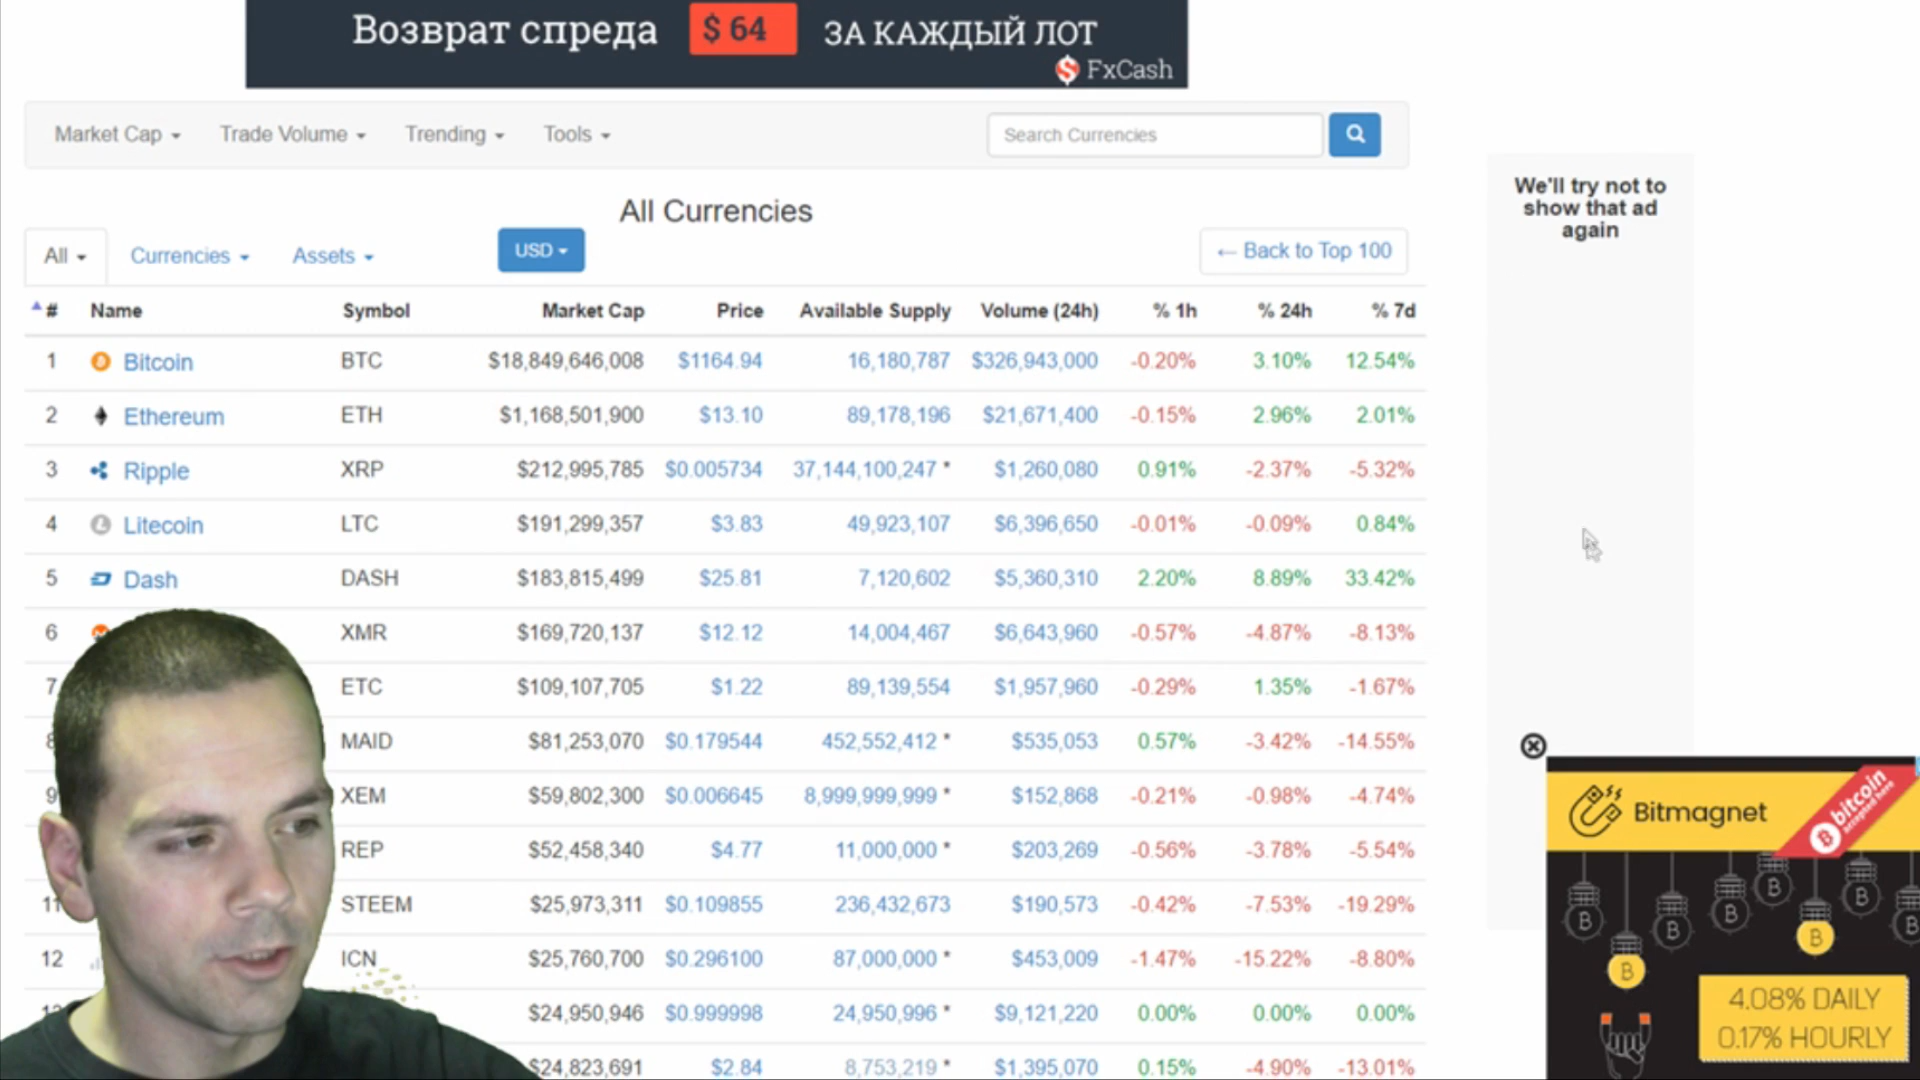 Возврат спреда $ 64 ЗА КАЖДЫЙ ЛОТ
FxCash
Market Cap Trade Volume Trending Tools Search Currencies
We'll try not to
show that ad
again
All Currencies
All Currencies Assets USD ← Back to Top 100
# Name Symbol Market Cap Price Available Supply Volume (24h) % 1h % 24h % 7d
1 Bitcoin BTC $18,849,646,008 $1164.94 16,180,787 $326,943,000 -0.20% 3.10% 12.54%
2 Ethereum ETH $1,168,501,900 $13.10 89,178,196 $21,671,400 -0.15% 2.96% 2.01%
3 Ripple XRP $212,995,785 $0.005734 37,144,100,247 * $1,260,080 0.91% -2.37% -5.32%
4 Litecoin LTC $191,299,357 $3.83 49,923,107 $6,396,650 -0.01% -0.09% 0.84%
5 Dash DASH $183,815,499 $25.81 7,120,602 $5,360,310 2.20% 8.89% 33.42%
6 XMR $169,720,137 $12.12 14,004,467 $6,643,960 -0.57% -4.87% -8.13%
7 ETC $109,107,705 $1.22 89,139,554 $1,957,960 -0.29% 1.35% -1.67%
8 MAID $81,253,070 $0.179544 452,552,412 * $535,053 0.57% -3.42% -14.55%
9 XEM $59,802,300 $0.006645 8,999,999,999 * $152,868 -0.21% -0.98% -4.74%
REP $52,458,340 $4.77 11,000,000 * $203,269 -0.56% -3.78% -5.54%
11 STEEM $25,973,311 $0.109855 236,432,673 $190,573 -0.42% -7.53% -19.29%
12 ICN $25,760,700 $0.296100 87,000,000 * $453,009 -1.47% -15.22% -8.80%
$24,950,946 $0.999998 24,950,996 * $9,121,220 0.00% 0.00% 0.00%
$24,823,691 $2.84 8,753,219 * $1,395,070 0.15% -4.90% -13.01%
Bitmagnet
bitcoin
accepted here
4.08% DAILY
0.17% HOURLY